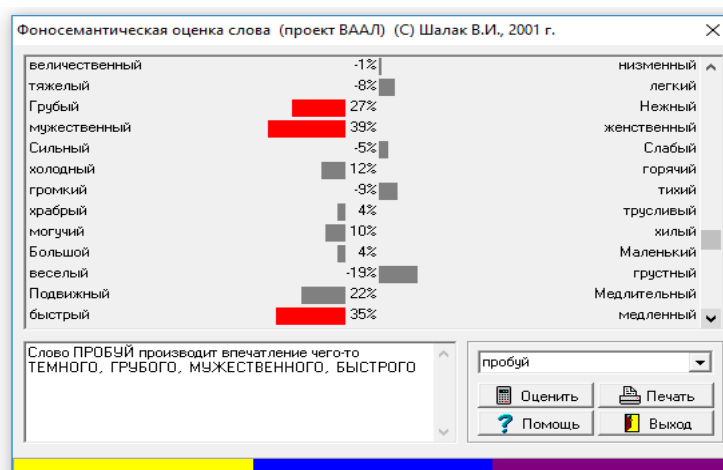 Фоносемантическая оценка слова (проект ВААЛ) (C) Шалак В.И., 2001 г.
величественный -1% низменный
тяжелый -8% легкий
Грубый 27% Нежный
мужественный 39% женственный
Сильный -5% Слабый
холодный 12% горячий
громкий -9% тихий
храбрый 4% трусливый
могучий 10% хилый
Большой 4% Маленький
веселый -19% грустный
Подвижный 22% Медлительный
быстрый 35% медленный
Слово ПРОБУЙ производит впечатление чего-то
ТЕМНОГО, ГРУБОГО, МУЖЕСТВЕННОГО, БЫСТРОГО
пробуй
Оценить Печать
Помощь Выход